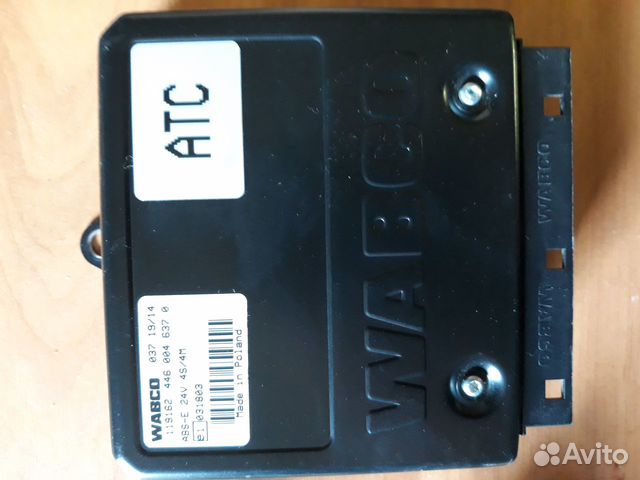 ATC
WABCO 037 19/14
119162 446 004 637 0
ABS-E 24V 4S/4M
e1 031803
Made in Poland
WABCO
WABCO WABCO
Avito